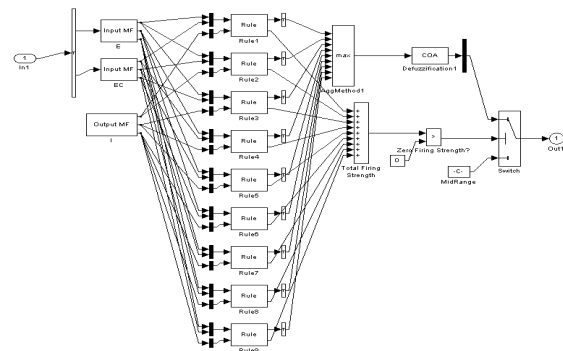 1
In1
Input MF
E
Input MF
EC
Output MF
I
Rule
Rule1
Rule
Rule2
Rule
Rule3
Rule
Rule4
Rule
Rule5
Rule
Rule6
Rule
Rule7
Rule
Rule8
Rule
Rule9
max
AggMethod1
Total Firing
Strength
COA
Defuzzification1
0
>
Zero Firing Strength?
-C-
MidRange
Switch
1
Out1